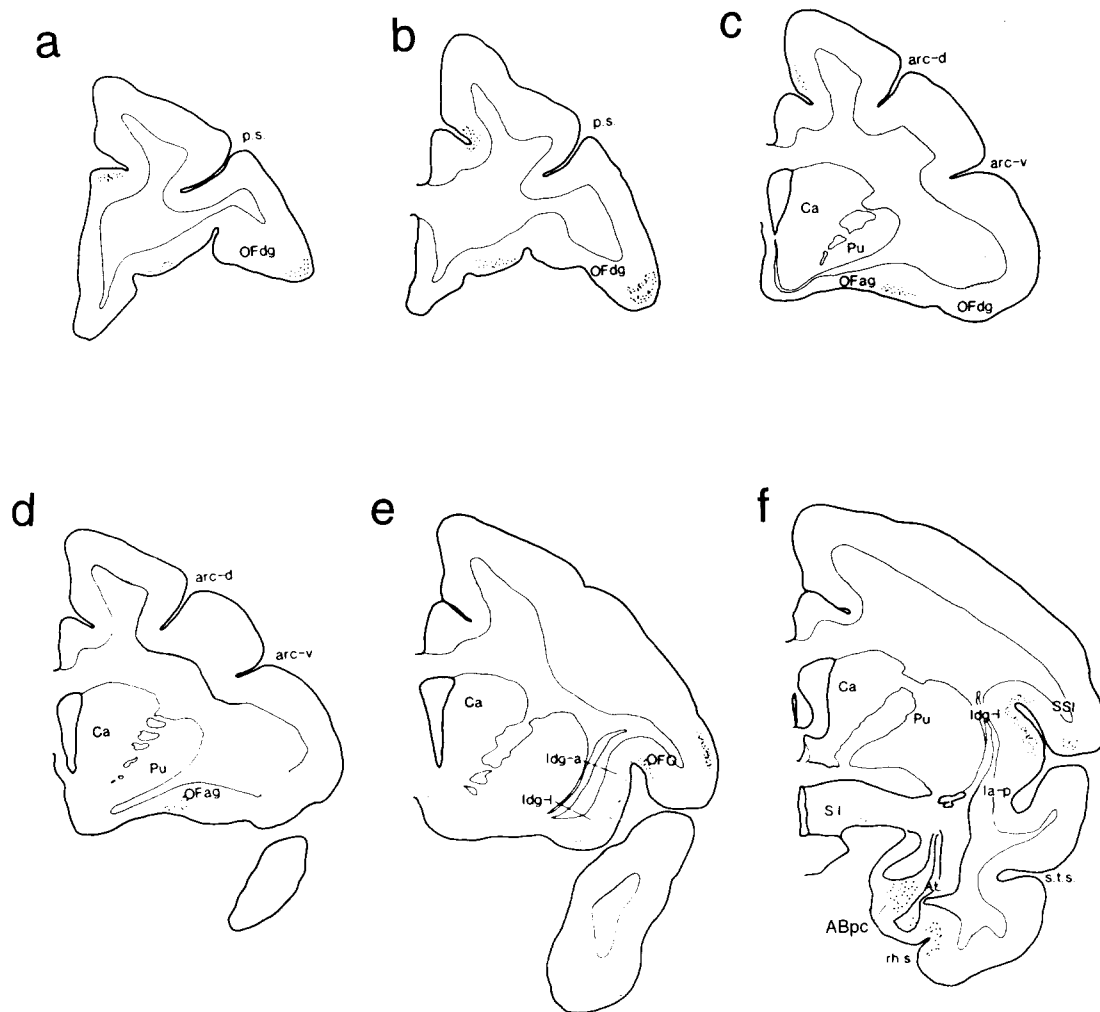 a
b
c
p.s.
p.s.
arc-d
arc-v
OFdg
OFdg
Ca
Pu
OFag
OFdg
d
e
f
arc-d
arc-v
Ca
Pu
OFag
Ca
Idg-a
OFO
Idg-l
Ca
Pu
Idg-l
SSI
Ia-p
SI
At
s.t.s.
ABpc
rh s